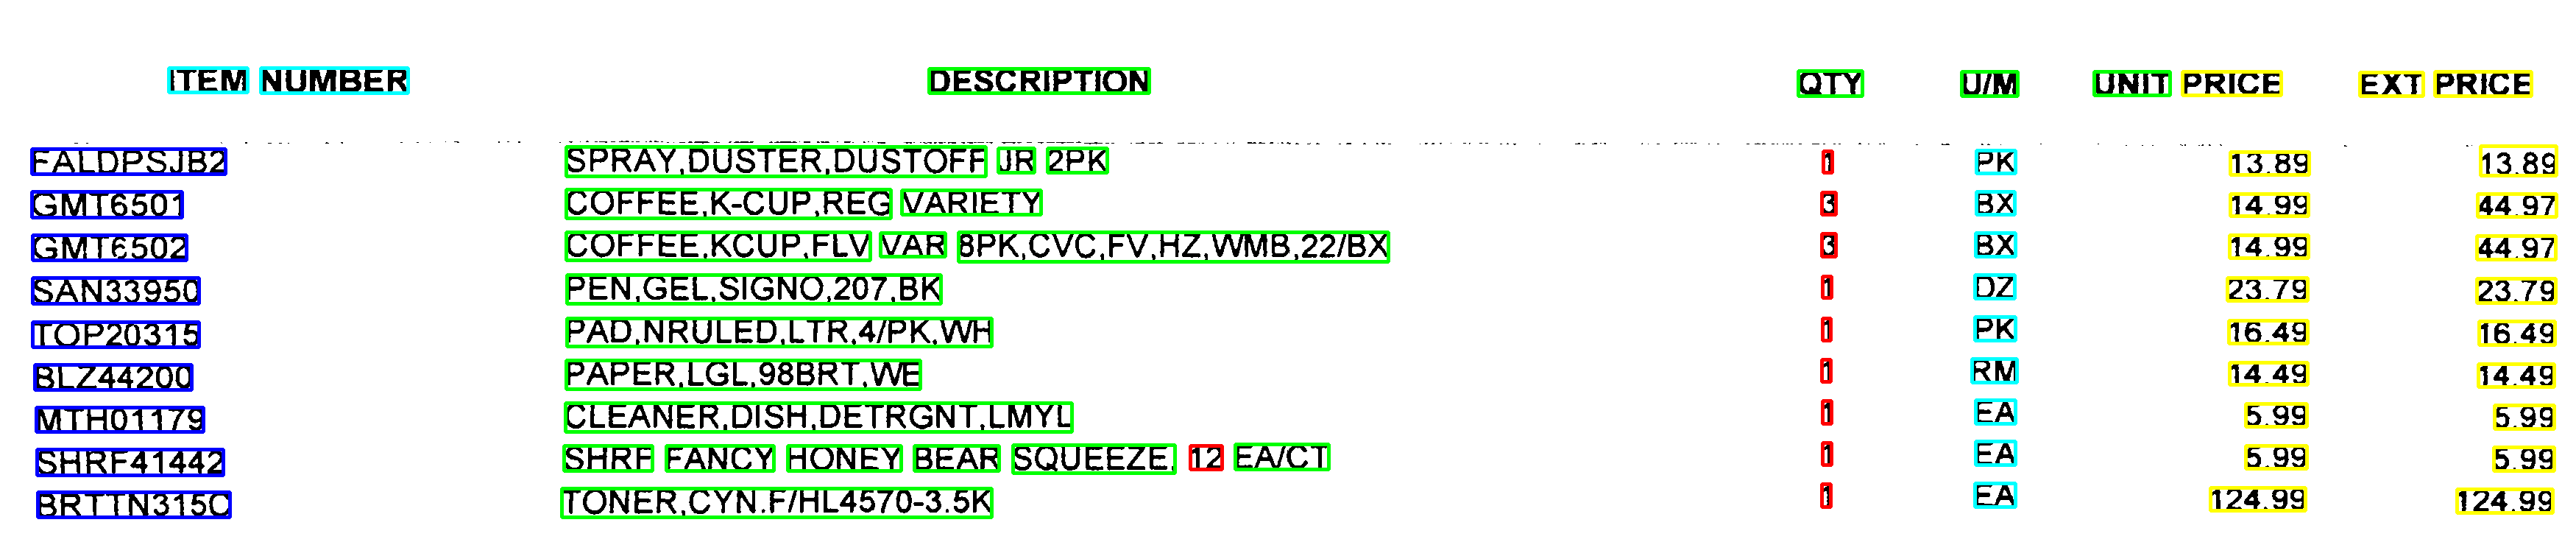 ITEM NUMBER DESCRIPTION QTY U/M UNIT PRICE EXT PRICE
FALDPSJB2 SPRAY,DUSTER,DUSTOFF JR 2PK 1 PK 13.89 13.89
GMT6501 COFFEE,K-CUP,REG VARIETY 3 BX 14.99 44.97
GMT6502 COFFEE,KCUP,FLV VAR 8PK,CVC,FV,HZ,WMB,22/BX 3 BX 14.99 44.97
SAN33950 PEN,GEL,SIGNO,207,BK 1 DZ 23.79 23.79
TOP20315 PAD,NRULED,LTR,4/PK,WH 1 PK 16.49 16.49
BLZ44200 PAPER,LGL,98BRT,WE 1 RM 14.49 14.49
MTH01179 CLEANER,DISH,DETRGNT,LMYL 1 EA 5.99 5.99
SHRF41442 SHRF FANCY HONEY BEAR SQUEEZE, 12 EA/CT 1 EA 5.99 5.99
BRTTN315C TONER,CYN.F/HL4570-3.5K 1 EA 124.99 124.99